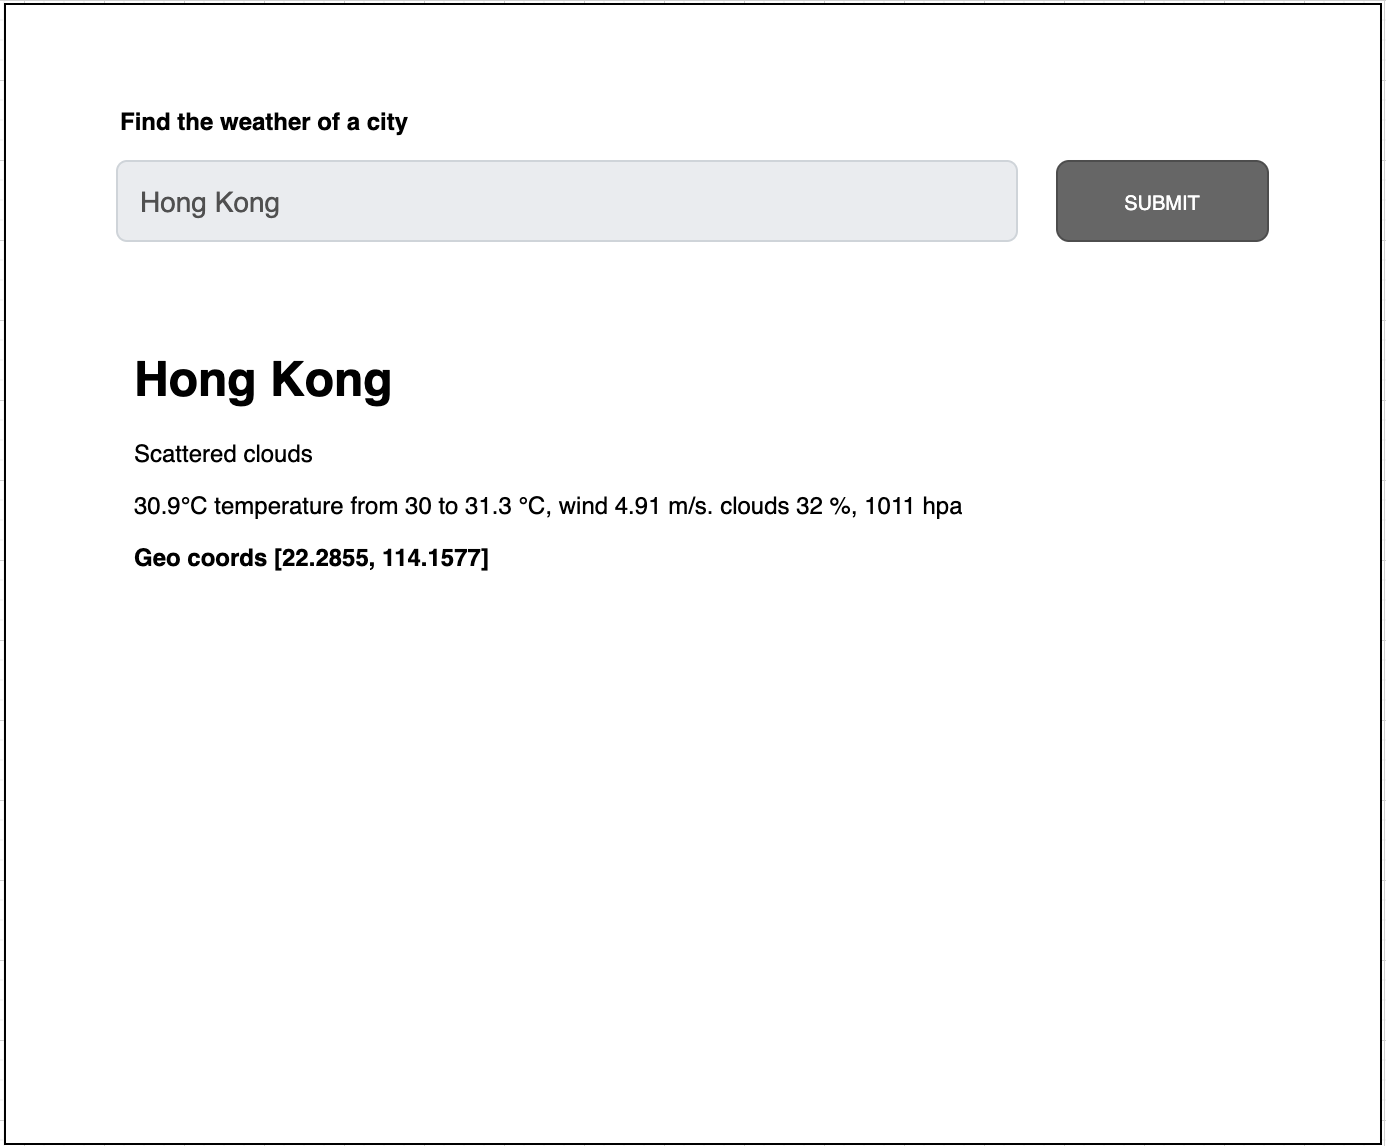 Find the weather of a city
Hong Kong
SUBMIT
Hong Kong
Scattered clouds
30.9°C temperature from 30 to 31.3 °C, wind 4.91 m/s. clouds 32 %, 1011 hpa
Geo coords [22.2855, 114.1577]